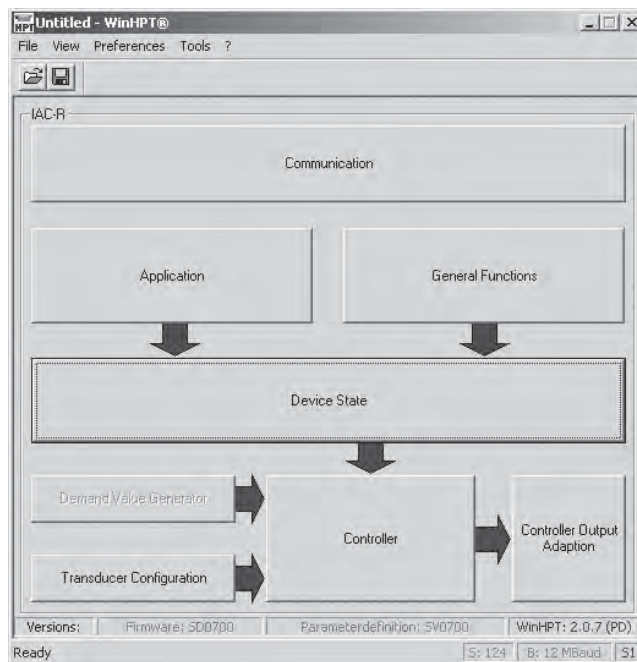 HPT Untitled - WinHPT®
File View Preferences Tools ?
IAC-R
Communication
Application
General Functions
Device State
Demand Value Generator
Controller
Controller Output
Adaption
Transducer Configuration
Versions: Firmware: SD0700 Parameterdefinition: SV0700 WinHPT: 2.0.7 (PD)
Ready S: 124 B: 12 MBaud S1